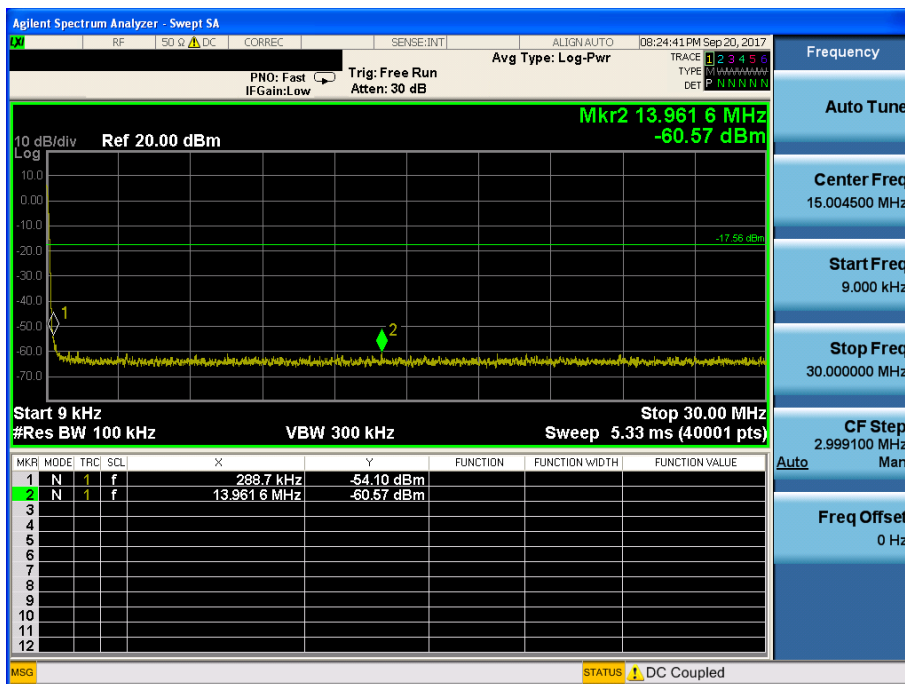 Agilent Spectrum Analyzer - Swept SA
LXI RF 50 Ω DC CORREC SENSE:INT ALIGN AUTO 08:24:41 PM Sep 20, 2017
Frequency
PNO: Fast Trig: Free Run Avg Type: Log-Pwr TRACE 1 2 3 4 5 6
IFGain:Low Atten: 30 dB TYPE M WWWWW
DET P N N N N N
Auto Tune
Mkr2 13.961 6 MHz
10 dB/div Ref 20.00 dBm -60.57 dBm
Log
10.0
0.00
-10.0
-17.56 dBm
-20.0
-30.0
-40.0
-50.0
-60.0
-70.0
1
2
Center Freq
15.004500 MHz
Start Freq
9.000 kHz
Stop Freq
30.000000 MHz
Start 9 kHz Stop 30.00 MHz
#Res BW 100 kHz VBW 300 kHz Sweep 5.33 ms (40001 pts)
CF Step
2.999100 MHz
Auto Man
MKR MODE TRC SCL X Y FUNCTION FUNCTION WIDTH FUNCTION VALUE
1 N 1 f 288.7 kHz -54.10 dBm
2 N 1 f 13.961 6 MHz -60.57 dBm
3
4
5
6
7
8
9
10
11
12
Freq Offset
0 Hz
MSG STATUS DC Coupled